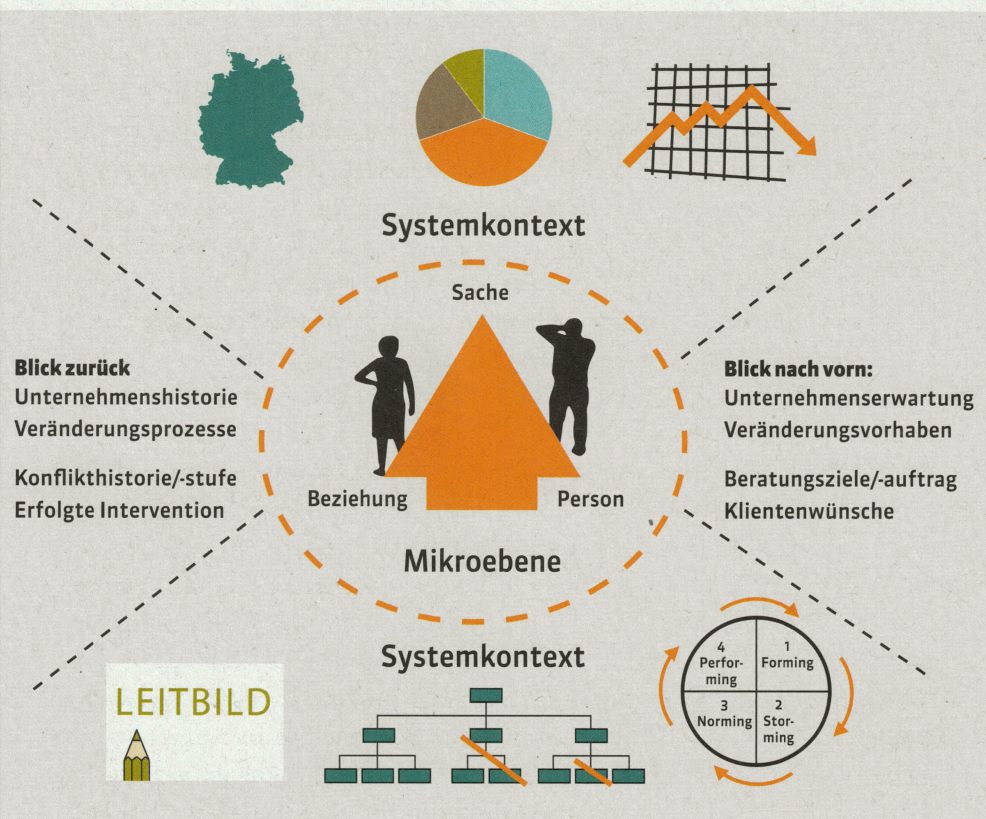 Systemkontext
Sache
Blick zurück
Unternehmenshistorie
Veränderungsprozesse
Konflikthistorie/-stufe
Erfolgte Intervention
Blick nach vorn:
Unternehmenserwartung
Veränderungsvorhaben
Beratungsziele/-auftrag
Klientenwünsche
Beziehung
Person
Mikroebene
Systemkontext
LEITBILD
4
Perfor-
ming
1
Forming
3
Norming
2
Stor-
ming